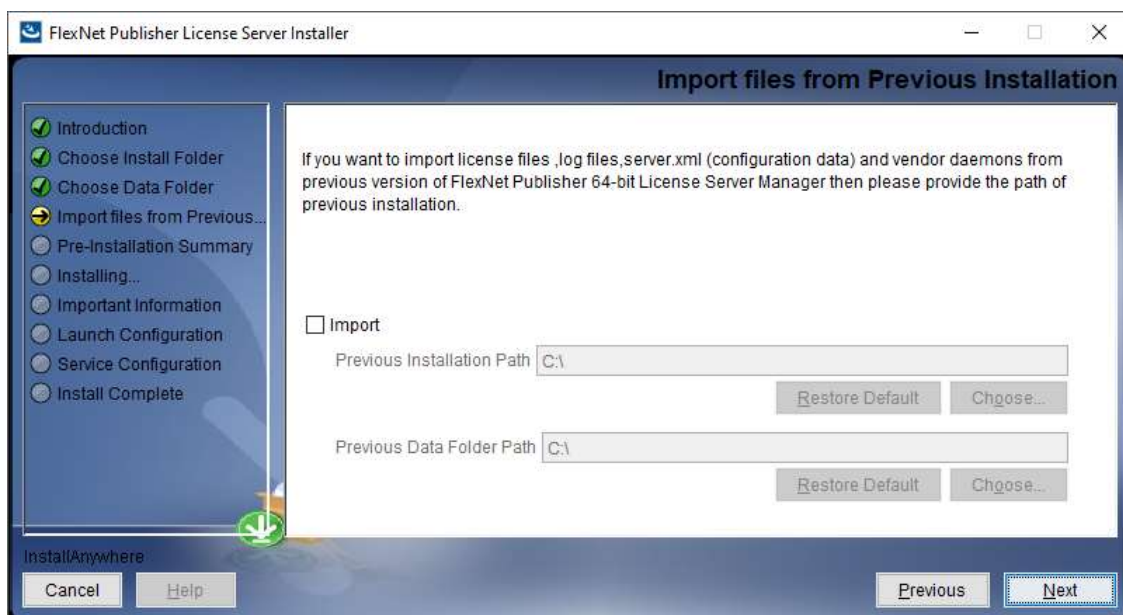 FlexNet Publisher License Server Installer
Import files from Previous Installation
Introduction
Choose Install Folder
Choose Data Folder
Import files from Previous...
Pre-Installation Summary
Installing...
Important Information
Launch Configuration
Service Configuration
Install Complete
If you want to import license files ,log files,server.xml (configuration data) and vendor daemons from
previous version of FlexNet Publisher 64-bit License Server Manager then please provide the path of
previous installation.
Import
Previous Installation Path C:\
Restore Default Choose...
Previous Data Folder Path C:\
Restore Default Choose...
InstallAnywhere
Cancel Help Previous Next